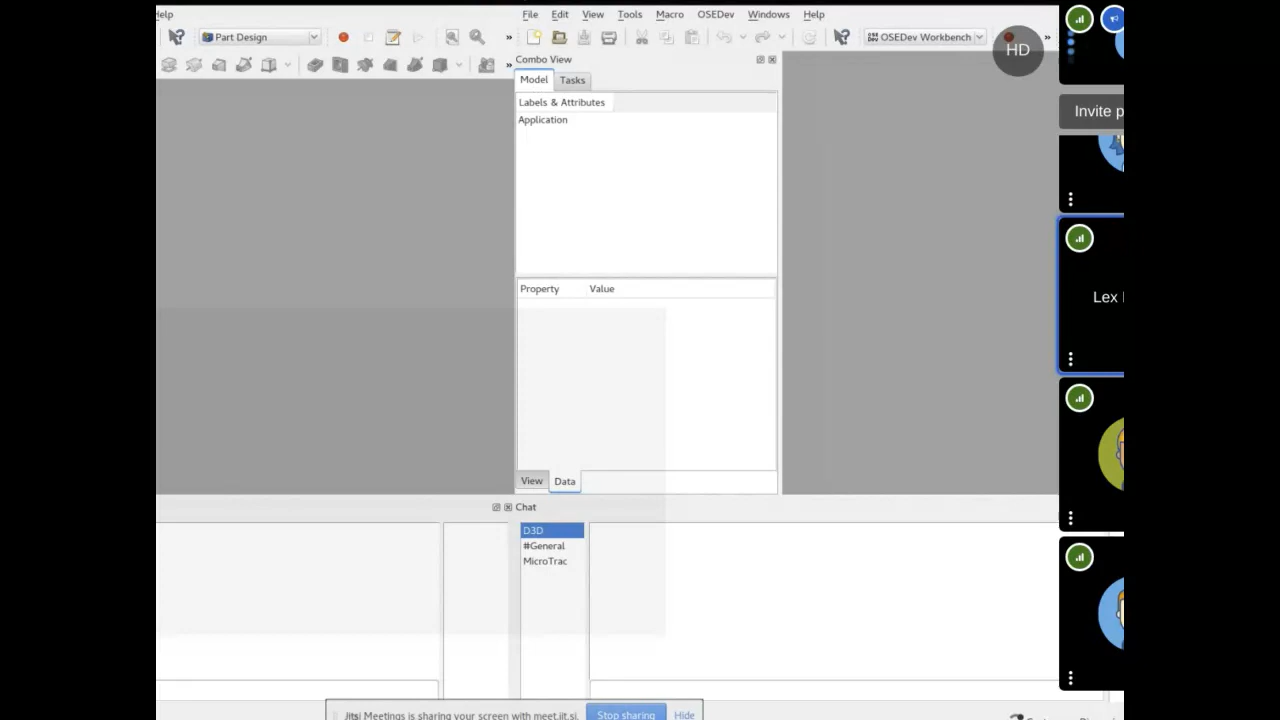 Help
File Edit View Tools Macro OSEDev Windows Help
Part Design
»
OSEDev Workbench
»
HD
»
Combo View
Model Tasks
Labels & Attributes
Application
Invite p
Lex
Property Value
View Data
Chat
D3D
#General
MicroTrac
Jitsi Meetings is sharing your screen with meet.jit.si. Stop sharing Hide